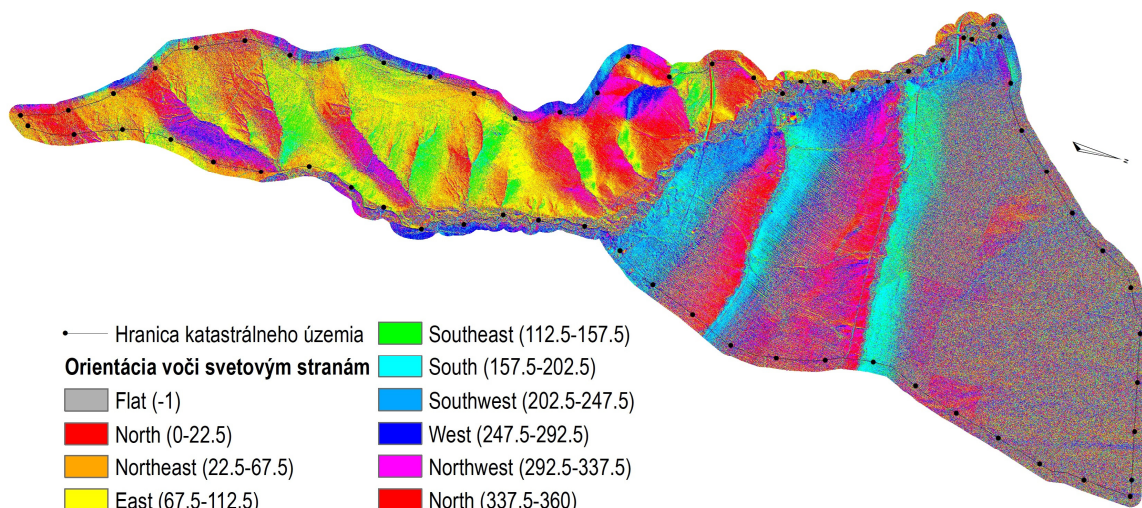 Hranica katastrálneho územia
Orientácia voči svetovým stranám
Flat (-1)
North (0-22.5)
Northeast (22.5-67.5)
East (67.5-112.5)
Southeast (112.5-157.5)
South (157.5-202.5)
Southwest (202.5-247.5)
West (247.5-292.5)
Northwest (292.5-337.5)
North (337.5-360)
N